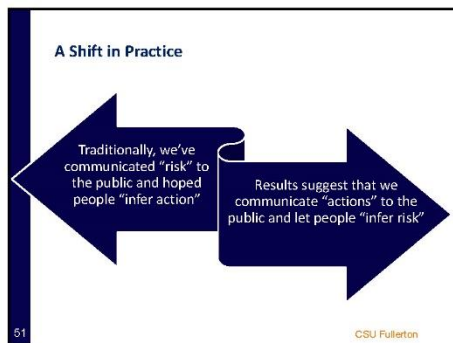 A Shift in Practice
Traditionally, we've
communicated "risk" to
the public and hoped
people "infer action"
Results suggest that we
communicate "actions" to the
public and let people "infer risk"
51
CSU Fullerton